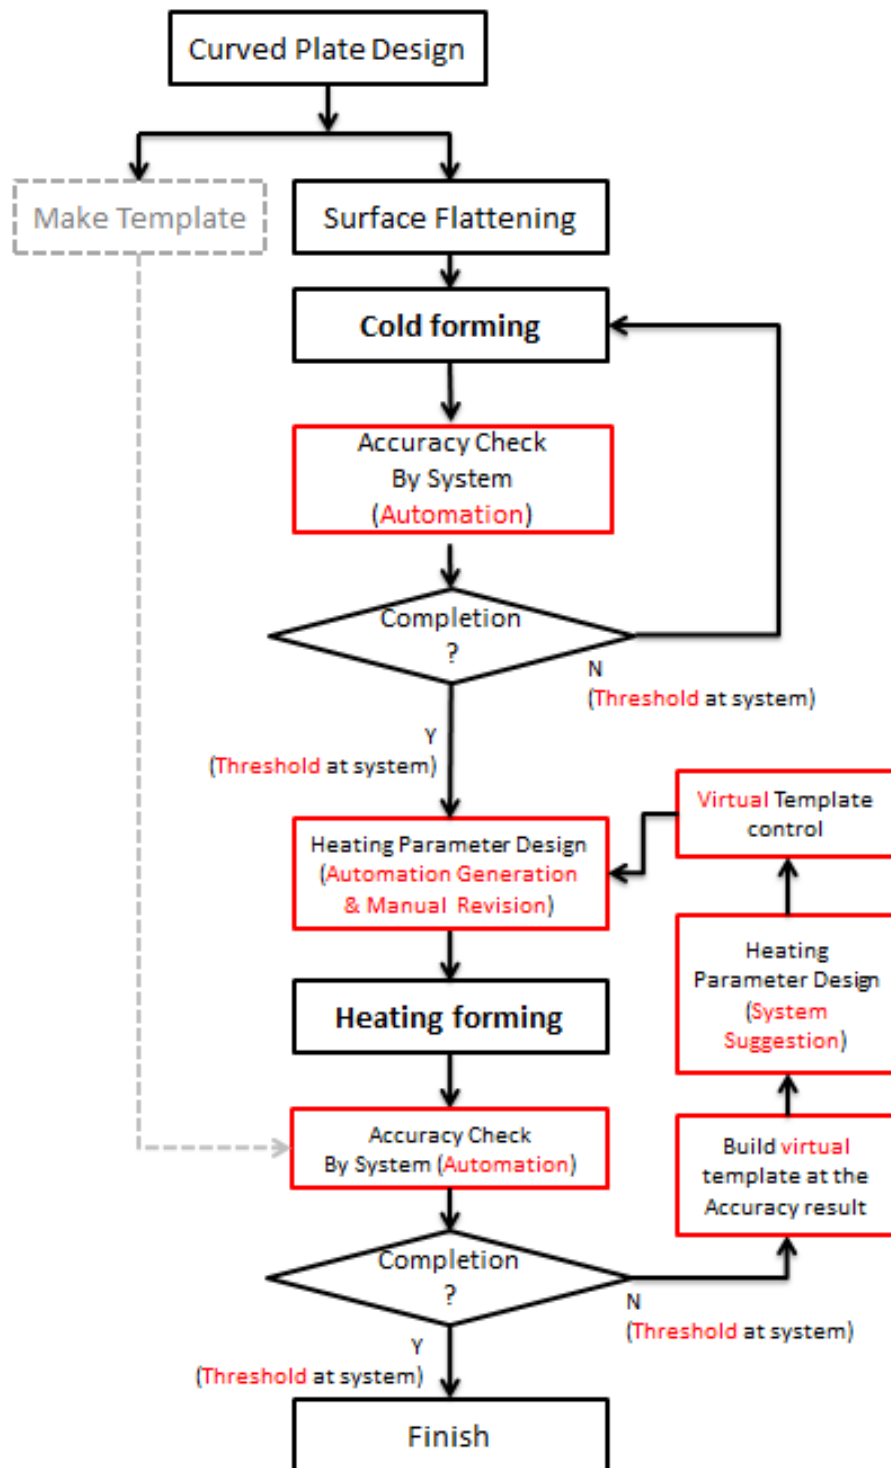 Curved Plate Design
Make Template
Surface Flattening
Cold forming
Accuracy Check
By System
(Automation)
Completion
?
N
(Threshold at system)
Y
(Threshold at system)
Virtual Template
control
Heating Parameter Design
(Automation Generation
& Manual Revision)
Heating
Parameter Design
(System
Suggestion)
Heating forming
Accuracy Check
By System (Automation)
Build virtual
template at the
Accuracy result
Completion
?
N
(Threshold at system)
Y
(Threshold at system)
Finish